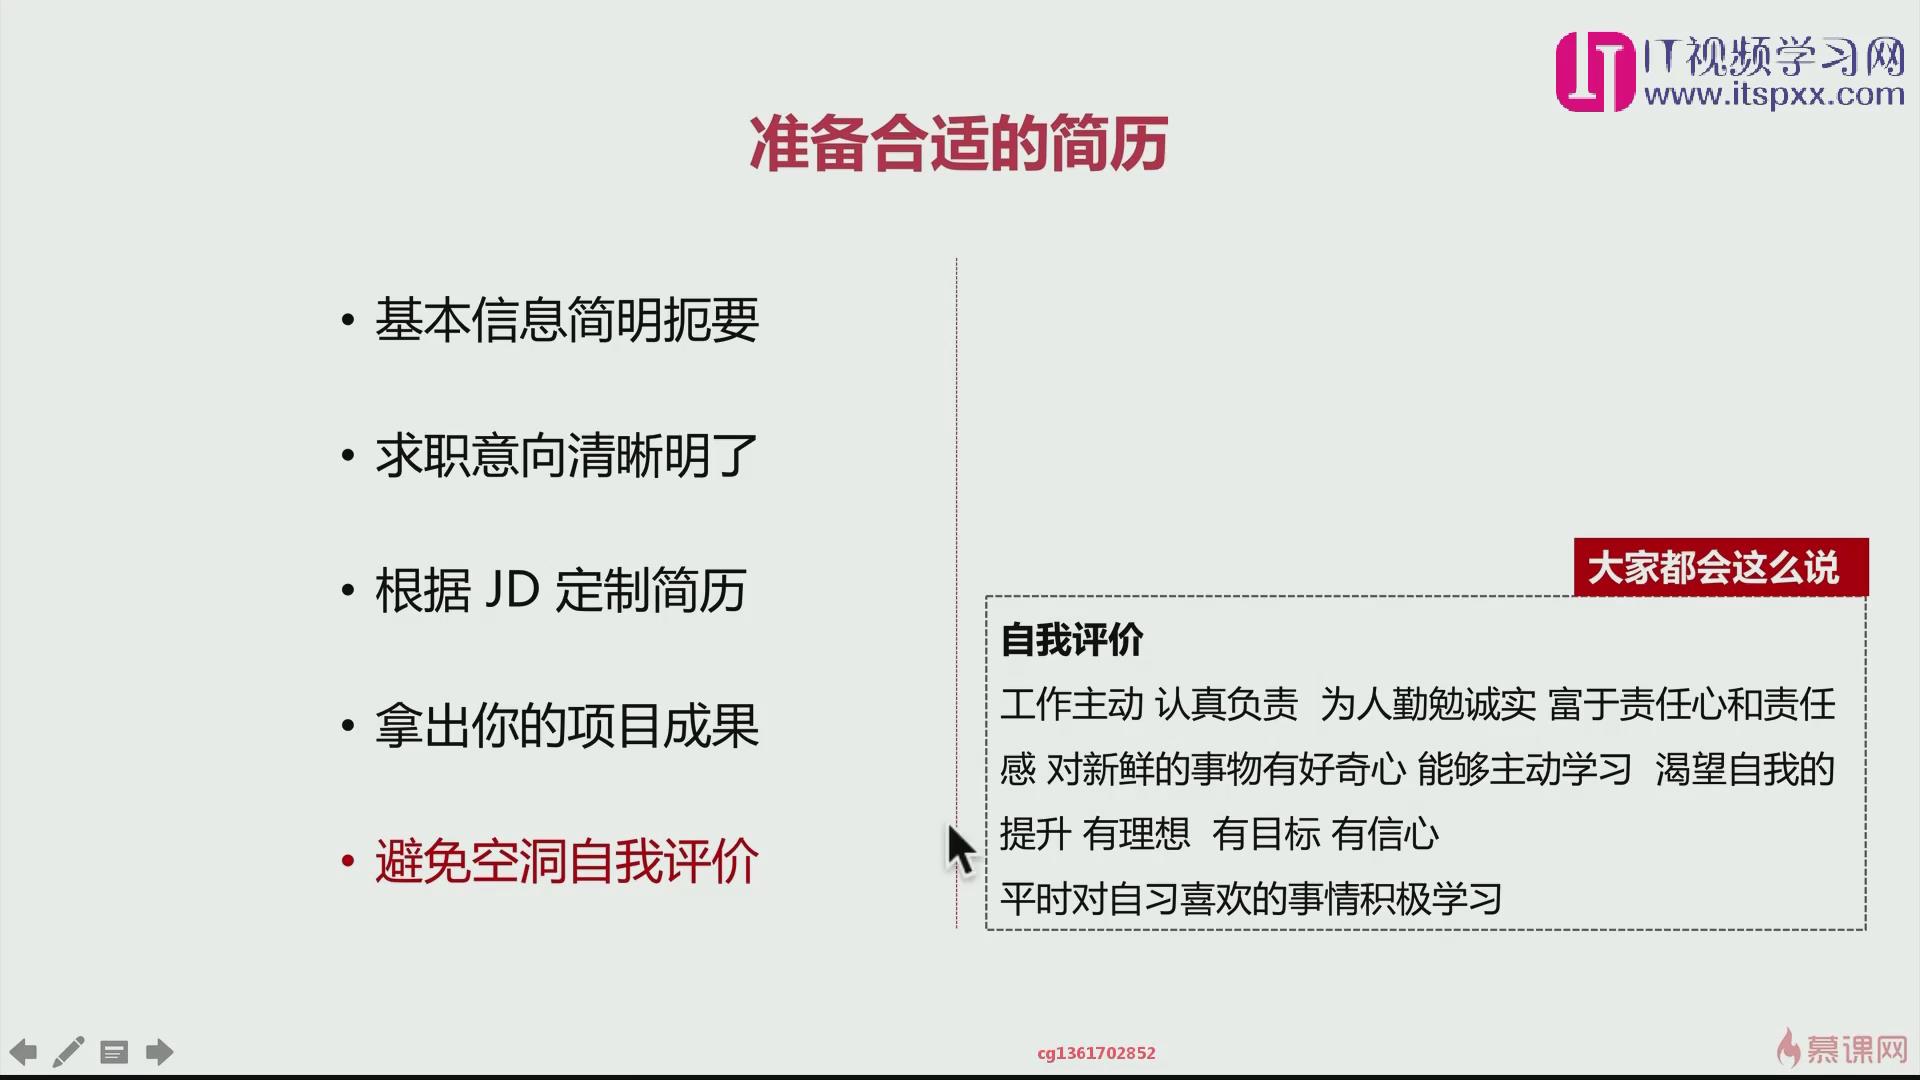 IT视频学习网
www.itspxx.com
准备合适的简历
• 基本信息简明扼要
• 求职意向清晰明了
• 根据 JD 定制简历
• 拿出你的项目成果
• 避免空洞自我评价
大家都会这么说
自我评价
工作主动 认真负责  为人勤勉诚实 富于责任心和责任
感 对新鲜的事物有好奇心 能够主动学习  渴望自我的
提升 有理想  有目标 有信心
平时对自习喜欢的事情积极学习
cg1361702852
慕课网